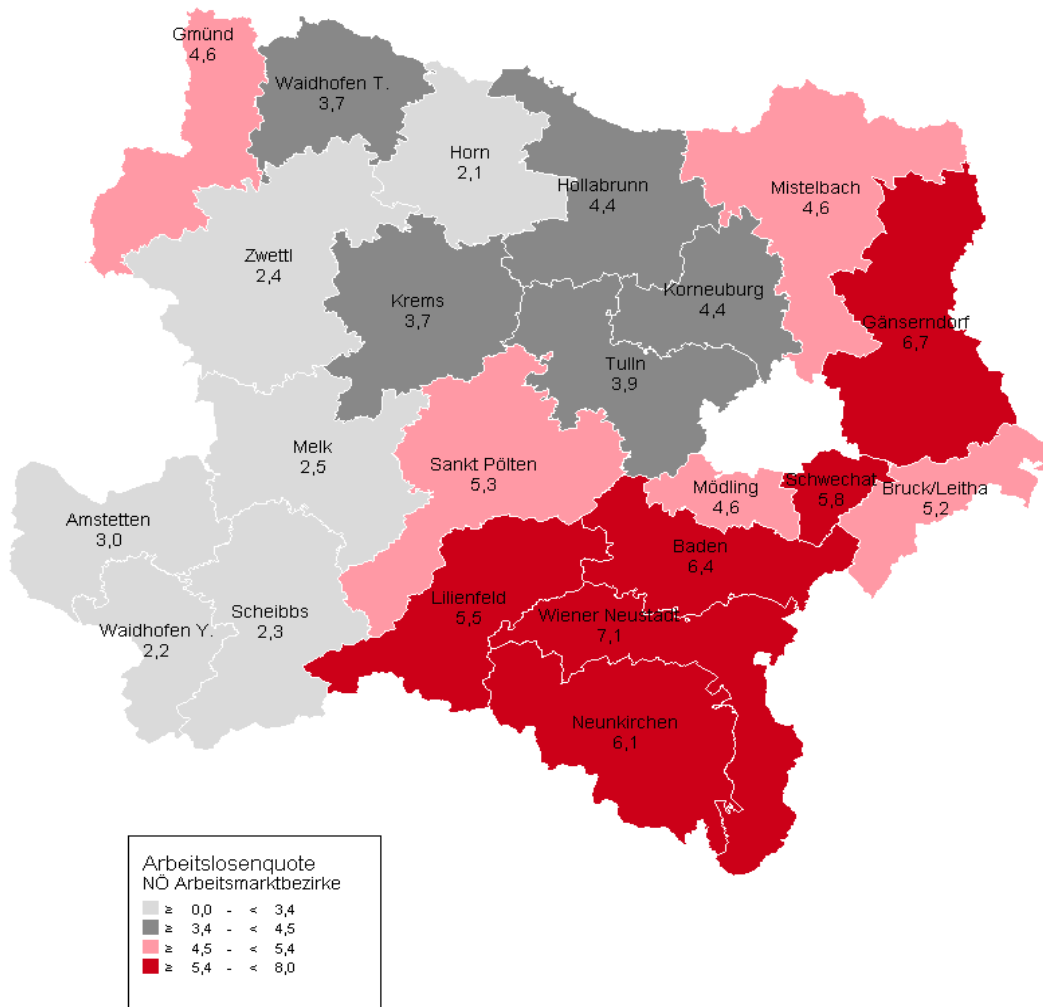 Gmünd
4,6
Waidhofen T.
3,7
Horn
2,1
Hollabrunn
4,4
Mistelbach
4,6
Zwettl
2,4
Krems
3,7
Korneuburg
4,4
Gänserndorf
6,7
Tulln
3,9
Melk
2,5
Sankt Pölten
5,3
Mödling
4,6
Schwechat
5,8
Bruck/Leitha
5,2
Amstetten
3,0
Baden
6,4
Scheibbs
2,3
Lilienfeld
5,5
Wiener Neustadt
7,1
Waidhofen Y.
2,2
Neunkirchen
6,1
Arbeitslosenquote
NÖ Arbeitsmarktbezirke
≥ 0,0 - < 3,4
≥ 3,4 - < 4,5
≥ 4,5 - < 5,4
≥ 5,4 - < 8,0